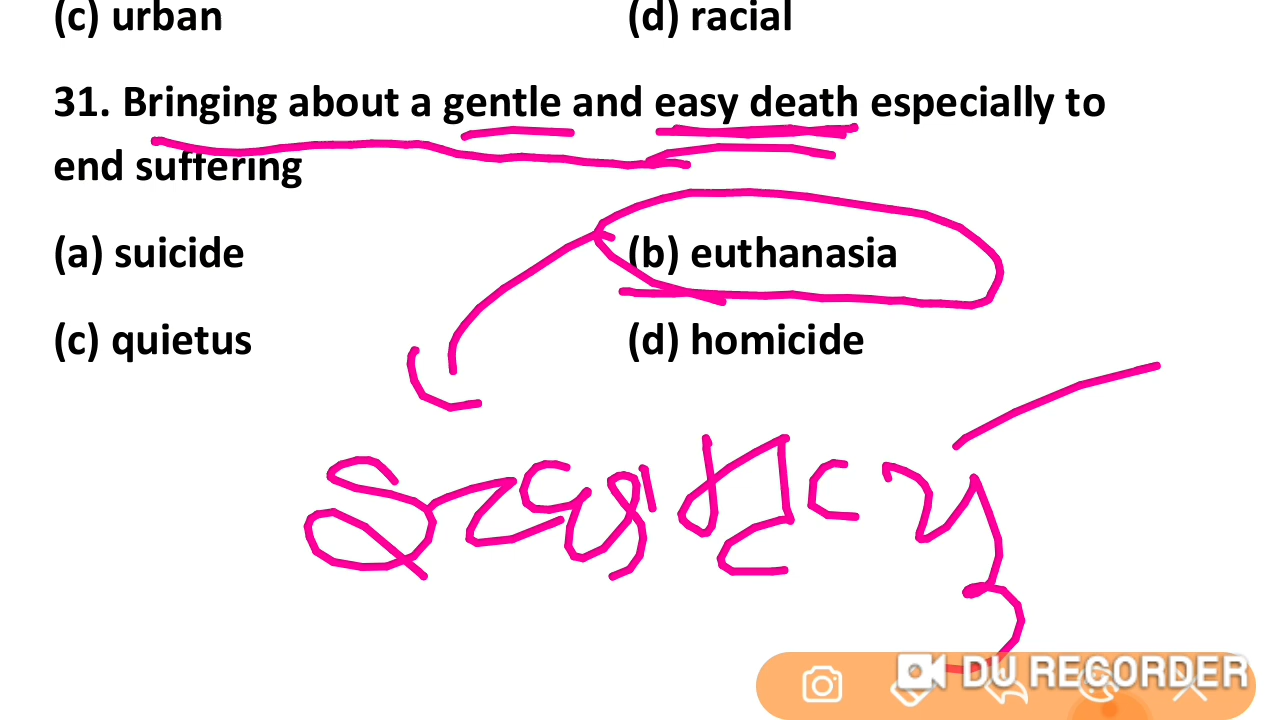 (c) urban (d) racial
31. Bringing about a gentle and easy death especially to
end suffering
(a) suicide (b) euthanasia
(c) quietus (d) homicide
DU RECORDER